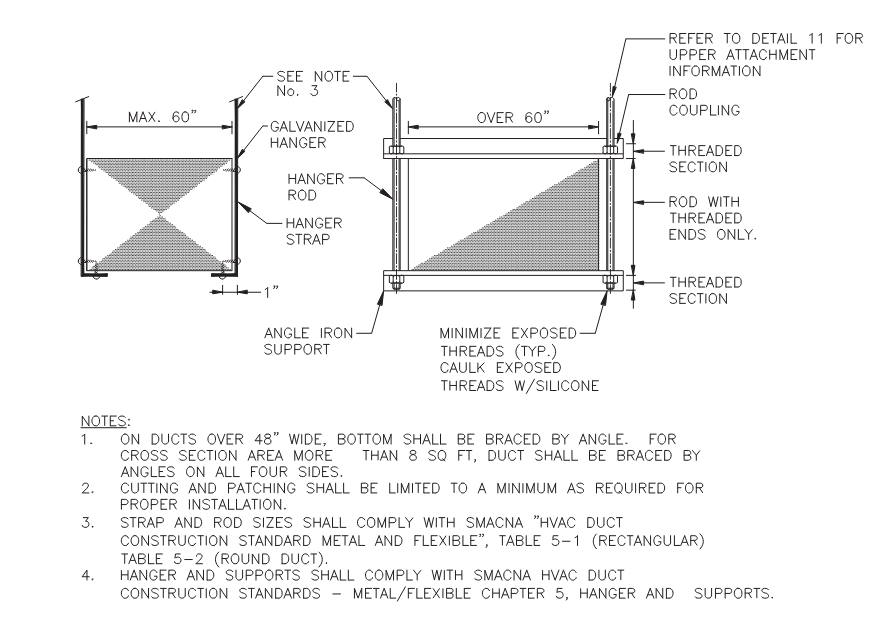 REFER TO DETAIL 11 FOR
UPPER ATTACHMENT
INFORMATION
SEE NOTE
No. 3
ROD
COUPLING
MAX. 60"
OVER 60"
GALVANIZED
HANGER
THREADED
SECTION
HANGER
ROD
ROD WITH
THREADED
ENDS ONLY.
HANGER
STRAP
THREADED
SECTION
1"
ANGLE IRON
SUPPORT
MINIMIZE EXPOSED
THREADS (TYP.)
CAULK EXPOSED
THREADS W/SILICONE
NOTES:
1. ON DUCTS OVER 48" WIDE, BOTTOM SHALL BE BRACED BY ANGLE. FOR
CROSS SECTION AREA MORE THAN 8 SQ FT, DUCT SHALL BE BRACED BY
ANGLES ON ALL FOUR SIDES.
2. CUTTING AND PATCHING SHALL BE LIMITED TO A MINIMUM AS REQUIRED FOR
PROPER INSTALLATION.
3. STRAP AND ROD SIZES SHALL COMPLY WITH SMACNA "HVAC DUCT
CONSTRUCTION STANDARD METAL AND FLEXIBLE", TABLE 5-1 (RECTANGULAR)
TABLE 5-2 (ROUND DUCT).
4. HANGER AND SUPPORTS SHALL COMPLY WITH SMACNA HVAC DUCT
CONSTRUCTION STANDARDS - METAL/FLEXIBLE CHAPTER 5, HANGER AND SUPPORTS.